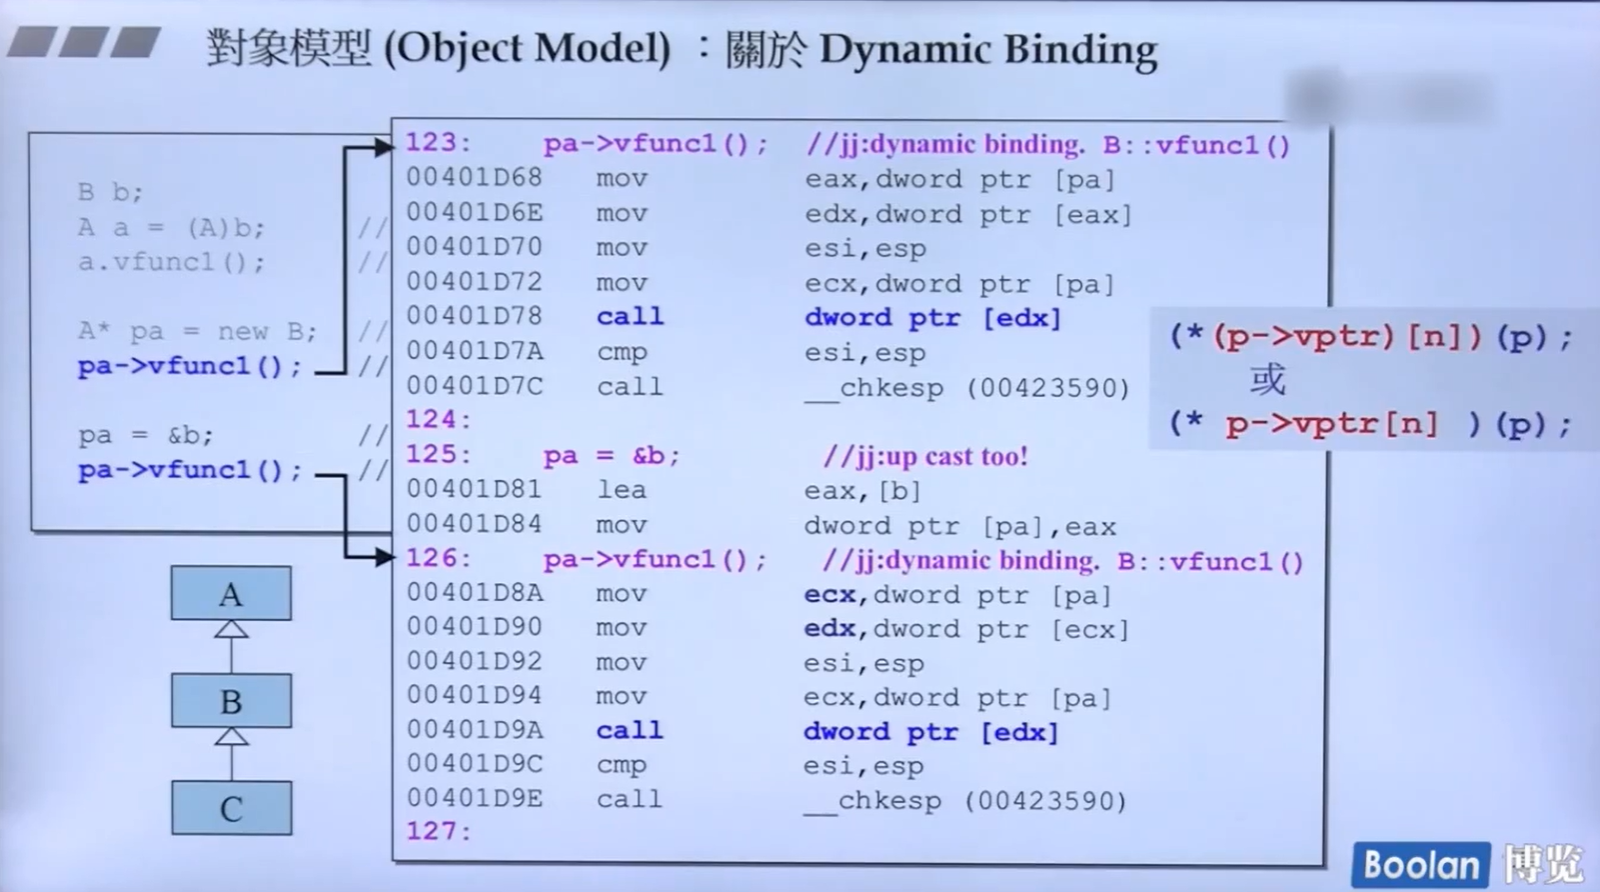 對象模型 (Object Model) ：關於 Dynamic Binding
B b;
A a = (A)b; //
a.vfunc1(); //
A* pa = new B; //
pa->vfunc1(); //
pa = &b; //
pa->vfunc1(); //
123: pa->vfunc1(); //jj:dynamic binding. B::vfunc1()
00401D68 mov eax,dword ptr [pa]
00401D6E mov edx,dword ptr [eax]
00401D70 mov esi,esp
00401D72 mov ecx,dword ptr [pa]
00401D78 call dword ptr [edx]
00401D7A cmp esi,esp
00401D7C call __chkesp (00423590)
124:
125: pa = &b; //jj:up cast too!
00401D81 lea eax,[b]
00401D84 mov dword ptr [pa],eax
126: pa->vfunc1(); //jj:dynamic binding. B::vfunc1()
00401D8A mov ecx,dword ptr [pa]
00401D90 mov edx,dword ptr [ecx]
00401D92 mov esi,esp
00401D94 mov ecx,dword ptr [pa]
00401D9A call dword ptr [edx]
00401D9C cmp esi,esp
00401D9E call __chkesp (00423590)
127:
(*(p->vptr)[n])(p);
或
(* p->vptr[n] )(p);
A
B
C
Boolan 博览